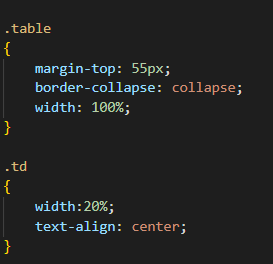 .table
{
    margin-top: 55px;
    border-collapse: collapse;
    width: 100%;
}

.td
{
    width:20%;
    text-align: center;
}